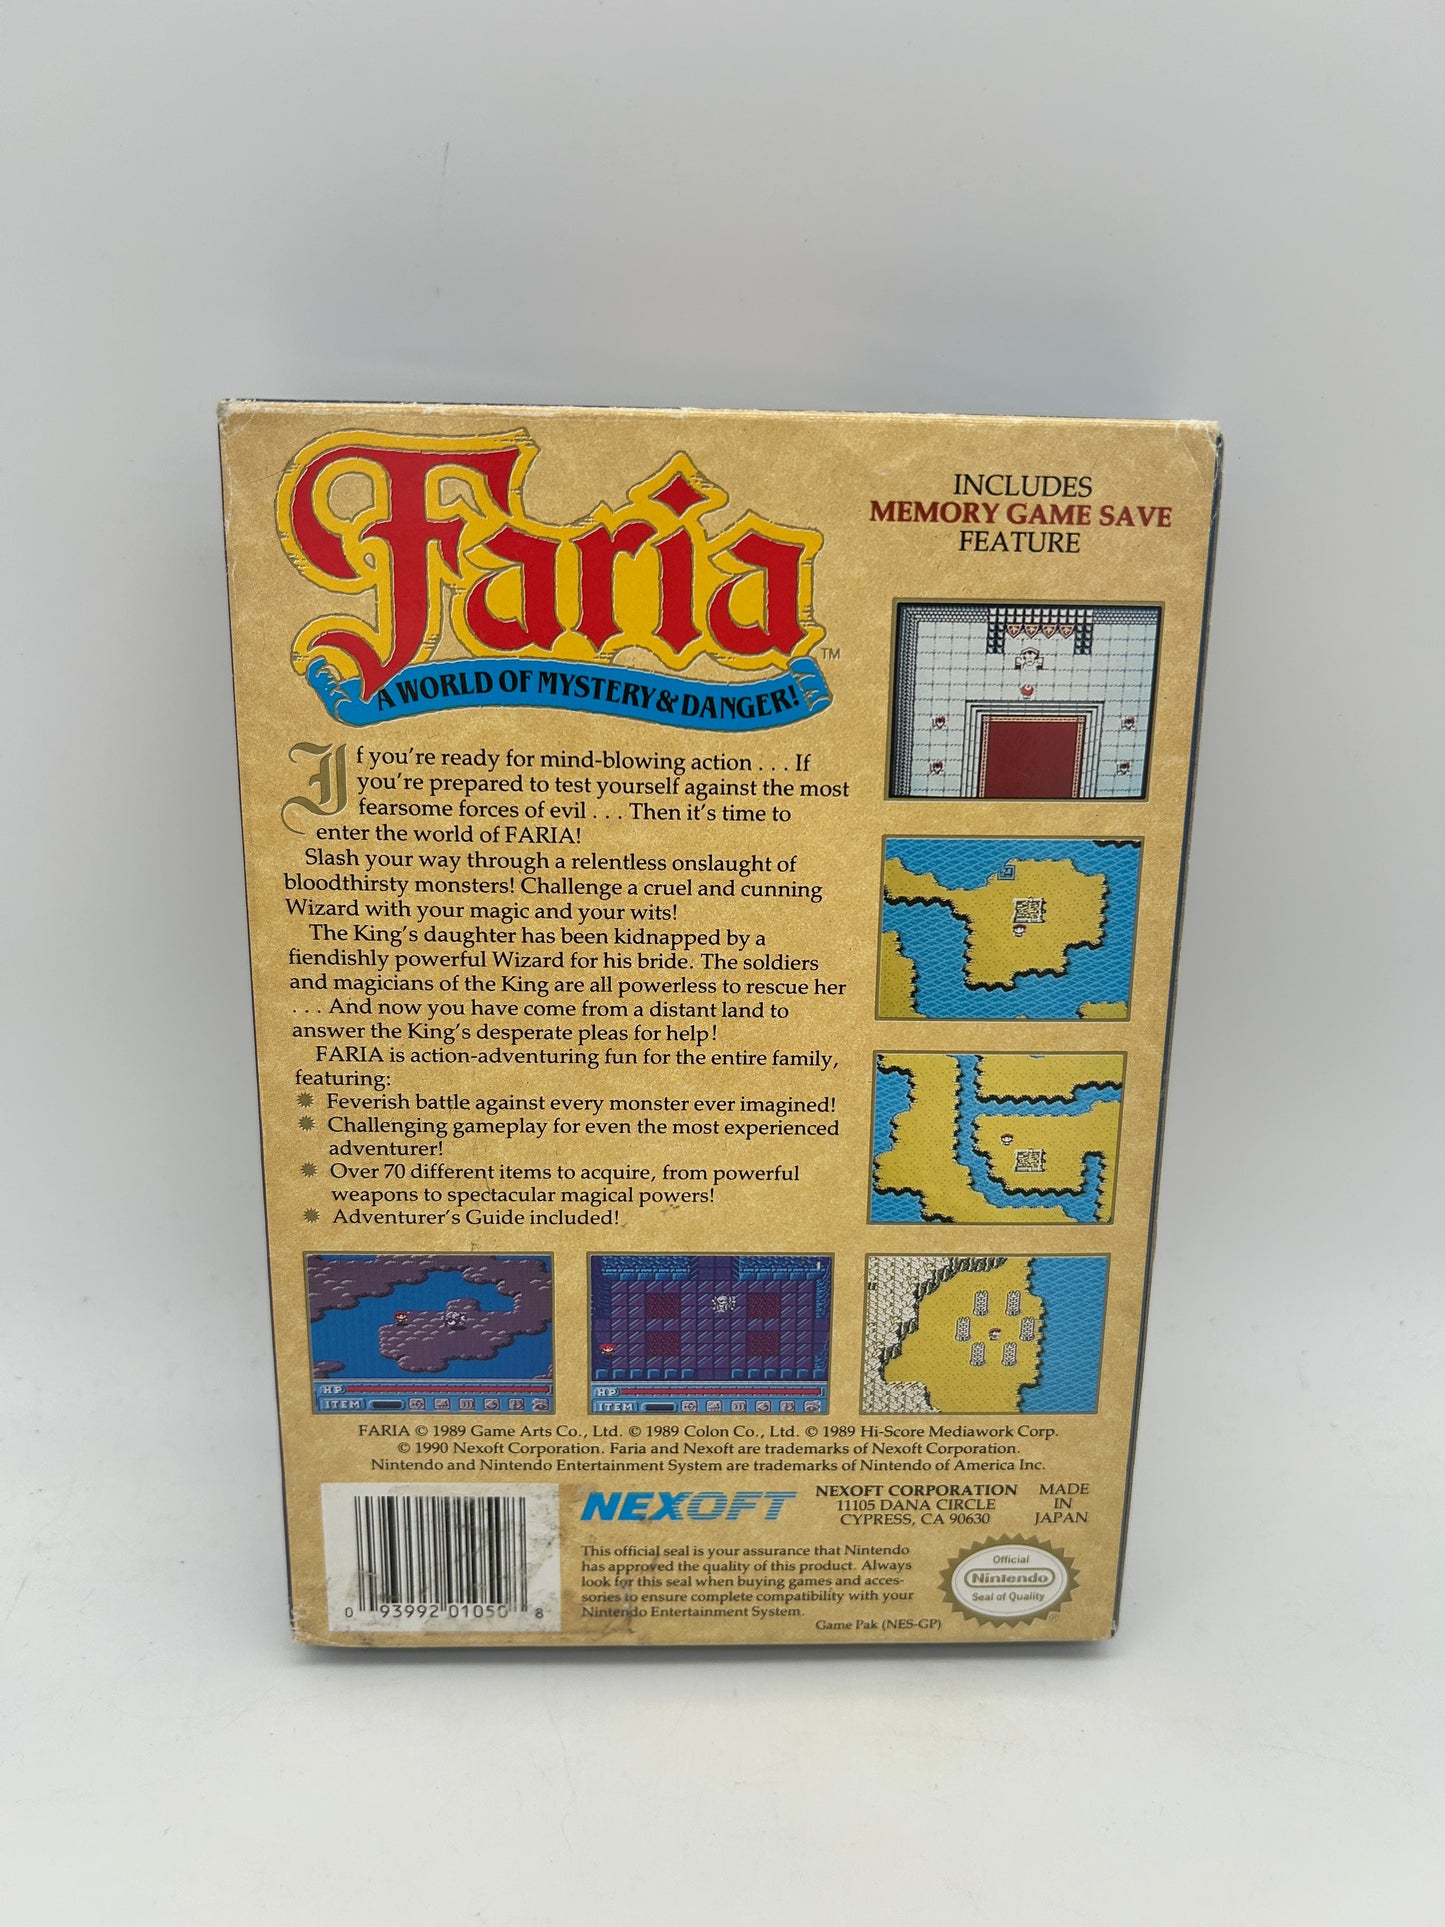 Faria TM
A WORLD OF MYSTERY & DANGER!
INCLUDES
MEMORY GAME SAVE
FEATURE
If you're ready for mind-blowing action . . . If
you're prepared to test yourself against the most
fearsome forces of evil . . . Then it's time to
enter the world of FARIA!
Slash your way through a relentless onslaught of
bloodthirsty monsters! Challenge a cruel and cunning
Wizard with your magic and your wits!
The King's daughter has been kidnapped by a
fiendishly powerful Wizard for his bride. The soldiers
and magicians of the King are all powerless to rescue her
. . . And now you have come from a distant land to
answer the King's desperate pleas for help!
FARIA is action-adventuring fun for the entire family,
featuring:
Feverish battle against every monster ever imagined!
Challenging gameplay for even the most experienced
adventurer!
Over 70 different items to acquire, from powerful
weapons to spectacular magical powers!
Adventurer's Guide included!
HP
ITEM
HP
ITEM
FARIA © 1989 Game Arts Co., Ltd. © 1989 Colon Co., Ltd. © 1989 Hi-Score Mediawork Corp.
© 1990 Nexoft Corporation. Faria and Nexoft are trademarks of Nexoft Corporation.
Nintendo and Nintendo Entertainment System are trademarks of Nintendo of America Inc.
NEXOFT
NEXOFT CORPORATION
11105 DANA CIRCLE
CYPRESS, CA 90630
MADE
IN
JAPAN
This official seal is your assurance that Nintendo
has approved the quality of this product. Always
look for this seal when buying games and acces-
sories to ensure complete compatibility with your
Nintendo Entertainment System.
Game Pak (NES-GP)
Official
Nintendo
Seal of Quality
®
0 93992 01050 8